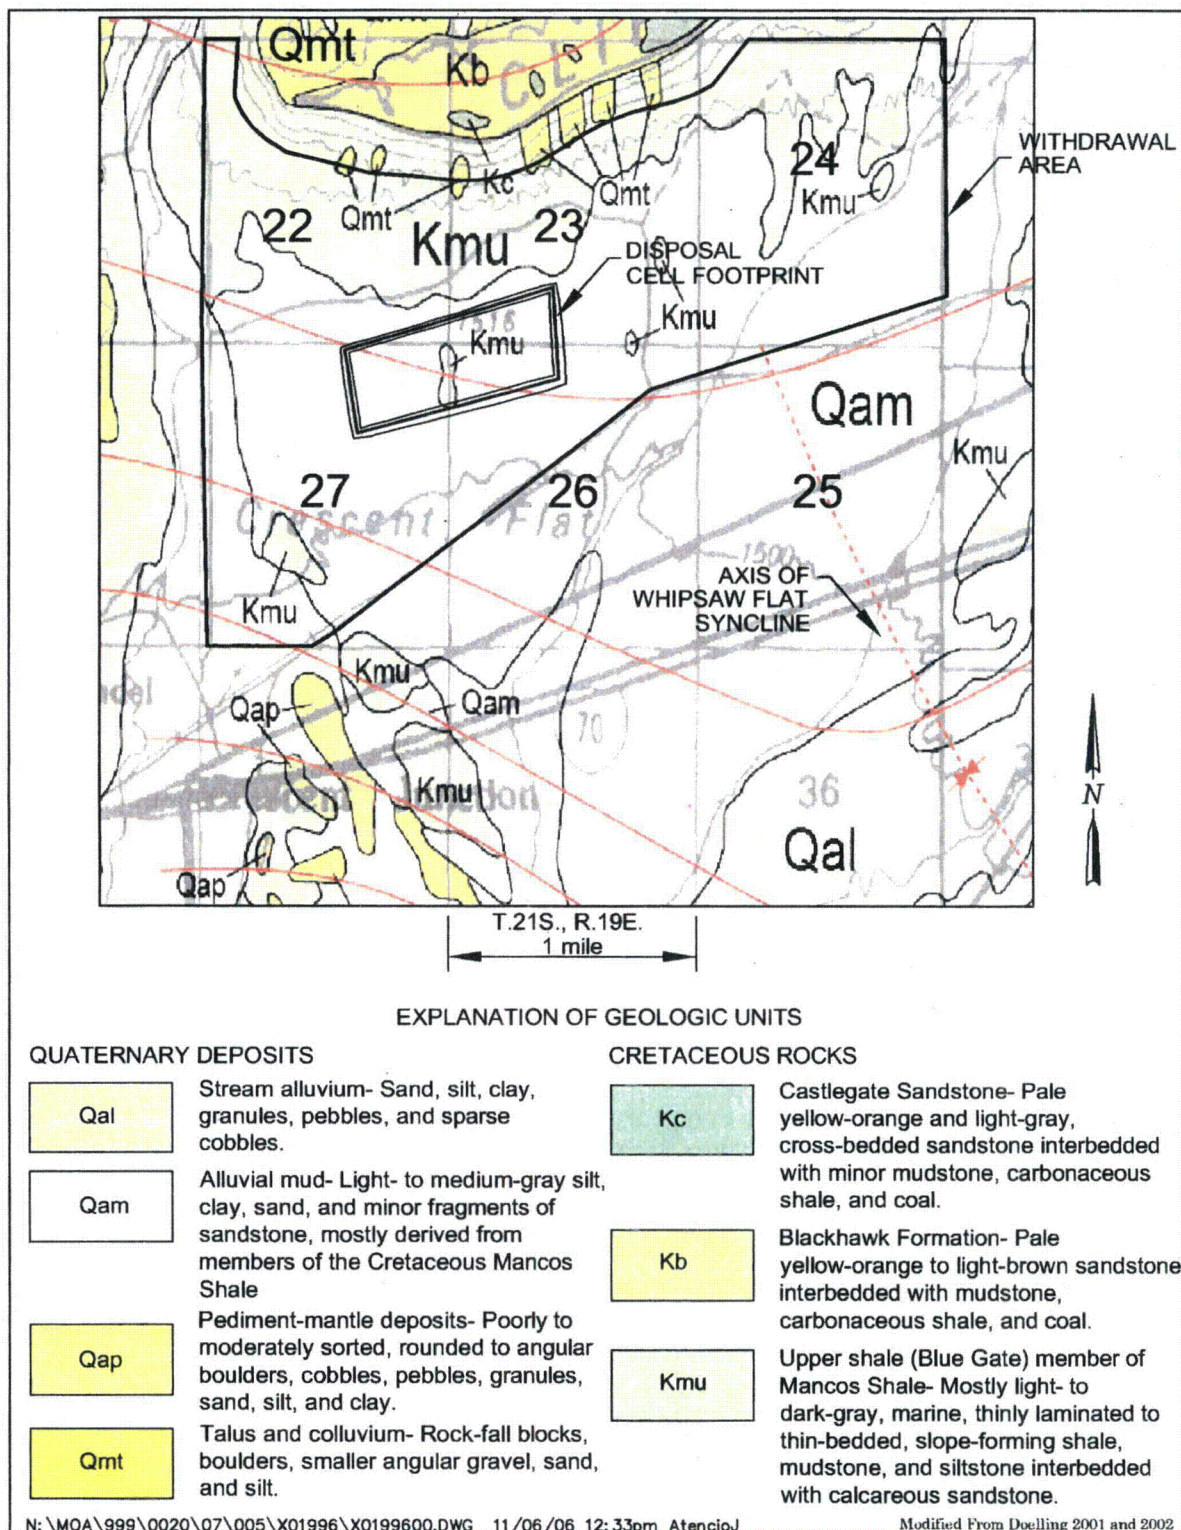 Qmt
Kb
Kc
Qmt
Qmt
24
Kmu
WITHDRAWAL
AREA
22
Kmu
23
DISPOSAL
CELL FOOTPRINT
Kmu
Kmu
Qam
Kmu
27
26
25
Crescent Flat
1500
AXIS OF
WHIPSAW FLAT
SYNCLINE
Kmu
Kmu
Qap
Qam
70
Kmu
Junction
36
Qal
Qap
N
T.21S., R.19E.
1 mile
EXPLANATION OF GEOLOGIC UNITS
QUATERNARY DEPOSITS
Qal
Stream alluvium- Sand, silt, clay,
granules, pebbles, and sparse
cobbles.
Qam
Alluvial mud- Light- to medium-gray silt,
clay, sand, and minor fragments of
sandstone, mostly derived from
members of the Cretaceous Mancos
Shale
Qap
Pediment-mantle deposits- Poorly to
moderately sorted, rounded to angular
boulders, cobbles, pebbles, granules,
sand, silt, and clay.
Qmt
Talus and colluvium- Rock-fall blocks,
boulders, smaller angular gravel, sand,
and silt.
CRETACEOUS ROCKS
Kc
Castlegate Sandstone- Pale
yellow-orange and light-gray,
cross-bedded sandstone interbedded
with minor mudstone, carbonaceous
shale, and coal.
Kb
Blackhawk Formation- Pale
yellow-orange to light-brown sandstone
interbedded with mudstone,
carbonaceous shale, and coal.
Kmu
Upper shale (Blue Gate) member of
Mancos Shale- Mostly light- to
dark-gray, marine, thinly laminated to
thin-bedded, slope-forming shale,
mudstone, and siltstone interbedded
with calcareous sandstone.
N:\MOA\999\0020\07\005\X01996\X0199600.DWG 11/06/06 12:33pm AtencioJ
Modified From Doelling 2001 and 2002